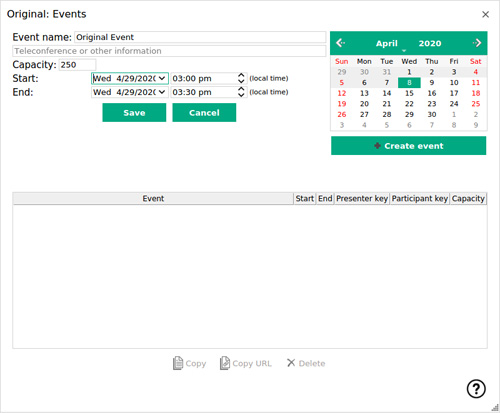 Original: Events
Event name: Original Event
Teleconference or other information
Capacity: 250
Start: Wed 4/29/2020 03:00 pm (local time)
End: Wed 4/29/2020 03:30 pm (local time)
Save Cancel
April 2020
Sun Mon Tue Wed Thu Fri Sat
29 30 31 1 2 3 4
5 6 7 8 9 10 11
12 13 14 15 16 17 18
19 20 21 22 23 24 25
26 27 28 29 30 1 2
3 4 5 6 7 8 9
Create event
Event Start End Presenter key Participant key Capacity
Copy Copy URL Delete
?